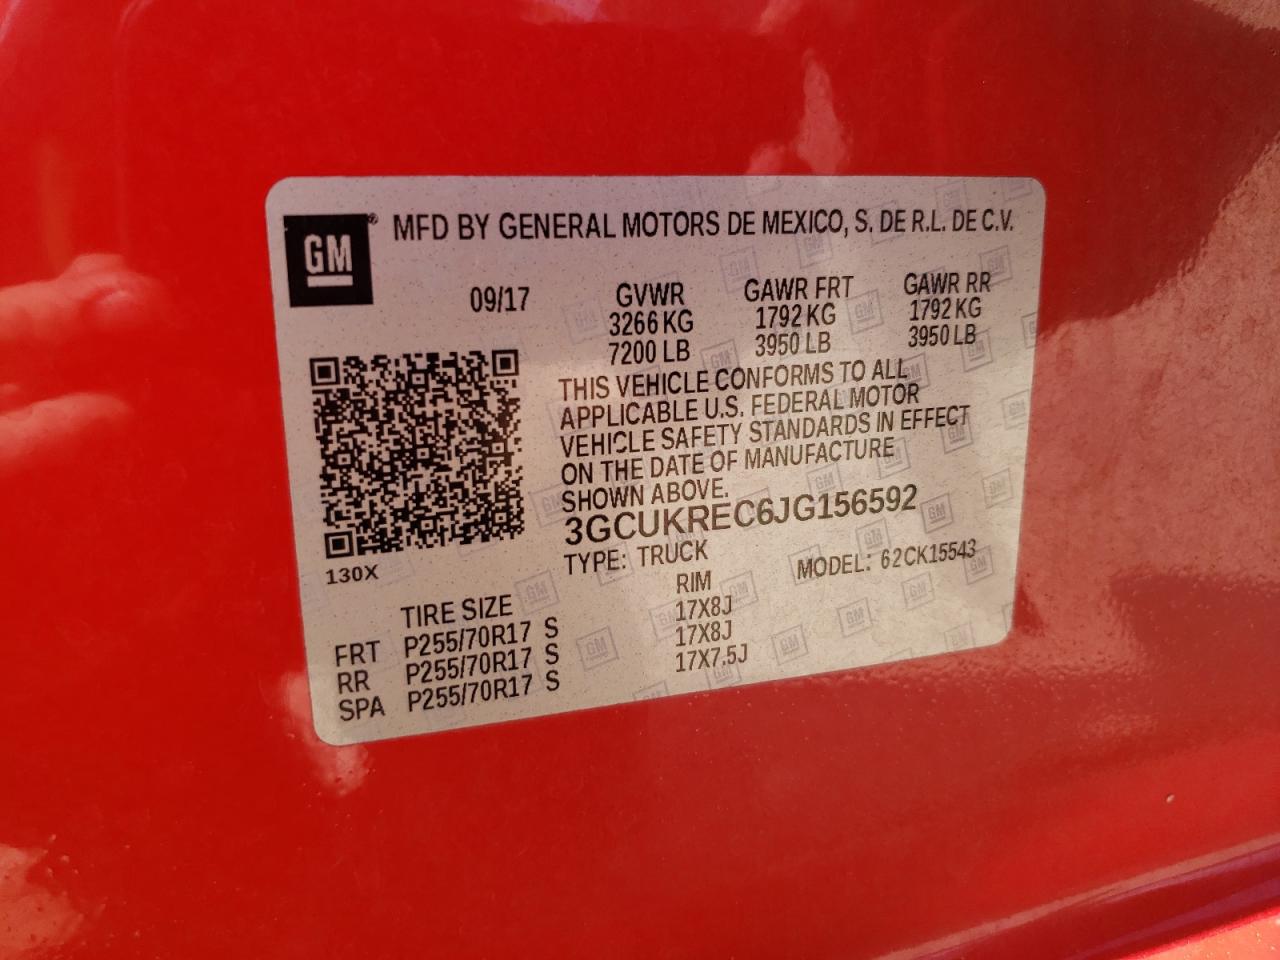 GM ® MFD BY GENERAL MOTORS DE MEXICO, S. DE R.L. DE C.V.
09/17
GVWR GAWR FRT GAWR RR
3266 KG 1792 KG 1792 KG
7200 LB 3950 LB 3950 LB
THIS VEHICLE CONFORMS TO ALL
APPLICABLE U.S. FEDERAL MOTOR
VEHICLE SAFETY STANDARDS IN EFFECT
ON THE DATE OF MANUFACTURE
SHOWN ABOVE.
3GCUKREC6JG156592
TYPE: TRUCK MODEL: 62CK15543
130X
TIRE SIZE RIM
FRT P255/70R17 S 17X8J
RR P255/70R17 S 17X8J
SPA P255/70R17 S 17X7.5J